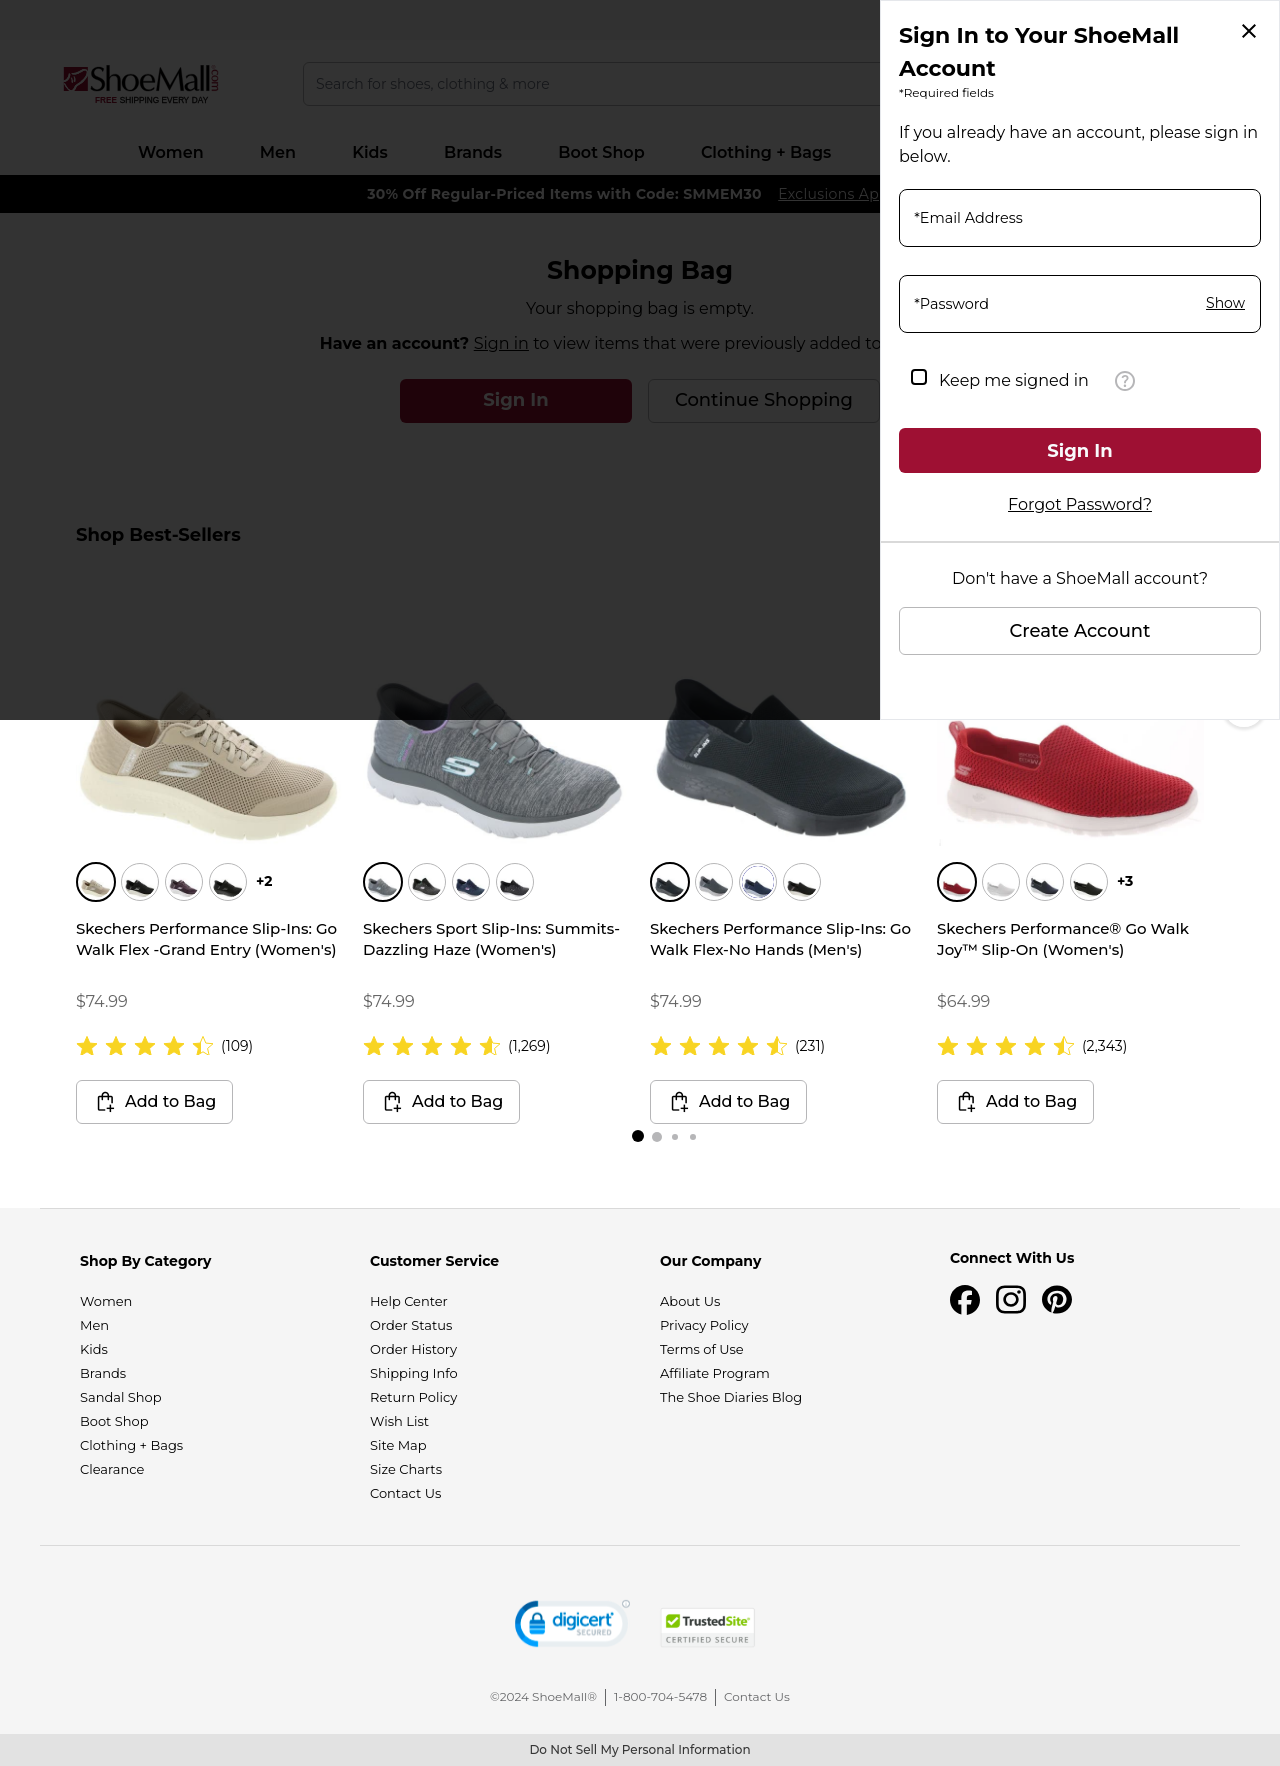 ShoeMall.com
FREE SHIPPING EVERY DAY
Search for shoes, clothing & more
Women
Men
Kids
Brands
Boot Shop
Clothing + Bags
30% Off Regular-Priced Items with Code: SMMEM30
Exclusions Ap
Shopping Bag
Your shopping bag is empty.
Have an account? Sign in to view items that were previously added to
Sign In
Continue Shopping
Shop Best-Sellers
Sign In to Your ShoeMall
Account
*Required fields
If you already have an account, please sign in
below.
*Email Address
*Password
Show
Keep me signed in
?
Sign In
Forgot Password?
Don't have a ShoeMall account?
Create Account
+2
Skechers Performance Slip-Ins: Go
Walk Flex -Grand Entry (Women's)
$74.99
(109)
Add to Bag
Skechers Sport Slip-Ins: Summits-
Dazzling Haze (Women's)
$74.99
(1,269)
Add to Bag
Skechers Performance Slip-Ins: Go
Walk Flex-No Hands (Men's)
$74.99
(231)
Add to Bag
+3
Skechers Performance® Go Walk
Joy™ Slip-On (Women's)
$64.99
(2,343)
Add to Bag
Shop By Category
Women
Men
Kids
Brands
Sandal Shop
Boot Shop
Clothing + Bags
Clearance
Customer Service
Help Center
Order Status
Order History
Shipping Info
Return Policy
Wish List
Site Map
Size Charts
Contact Us
Our Company
About Us
Privacy Policy
Terms of Use
Affiliate Program
The Shoe Diaries Blog
Connect With Us
digicert
SECURED
TrustedSite
CERTIFIED SECURE
©2024 ShoeMall®
1-800-704-5478
Contact Us
Do Not Sell My Personal Information